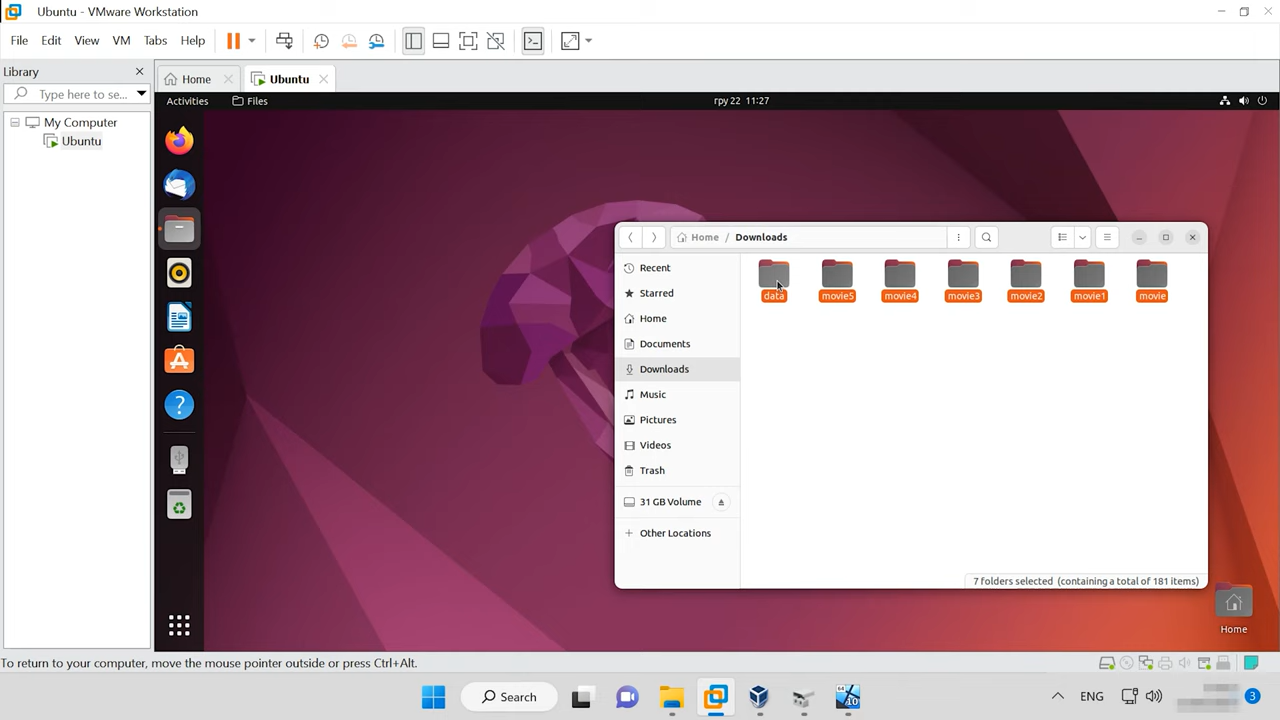 Ubuntu - VMware Workstation
File Edit View VM Tabs Help
Library
Type here to se...
My Computer
Ubuntu
Home
Ubuntu
Activities
Files
гру 22 11:27
Home / Downloads
Recent
Starred
Home
Documents
Downloads
Music
Pictures
Videos
Trash
31 GB Volume
Other Locations
data movie5 movie4 movie3 movie2 movie1 movie
7 folders selected (containing a total of 181 items)
Home
To return to your computer, move the mouse pointer outside or press Ctrl+Alt.
Search
64
10
ENG
3